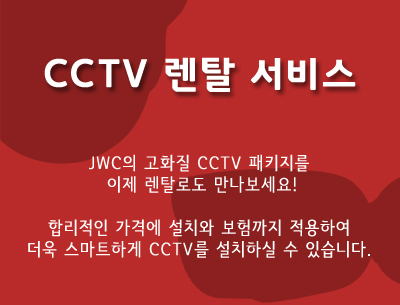 CCTV 렌탈 서비스
JWC의 고화질 CCTV 패키지를
이제 렌탈로도 만나보세요!
합리적인 가격에 설치와 보험까지 적용하여
더욱 스마트하게 CCTV를 설치하실 수 있습니다.